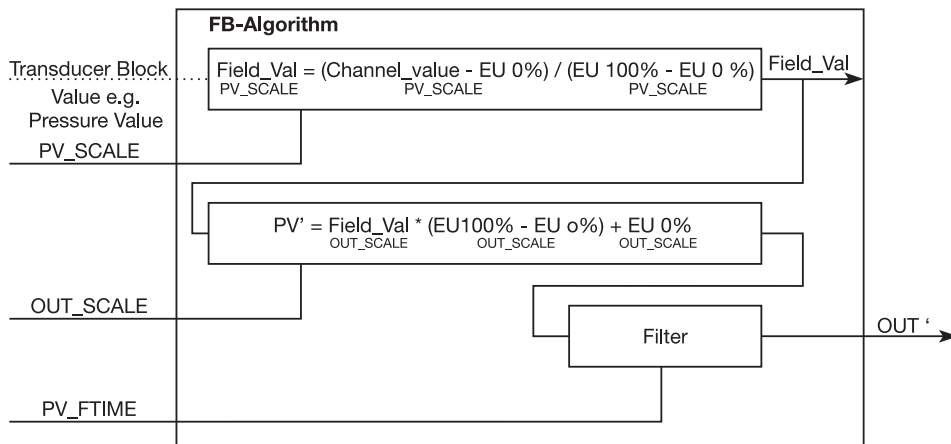 FB-Algorithm
Transducer Block
Field_Val = (Channel_value - EU 0%) / (EU 100% - EU 0 %)
PV_SCALE PV_SCALE PV_SCALE
Field_Val
Value e.g.
Pressure Value
PV_SCALE
PV’ = Field_Val * (EU100% - EU o%) + EU 0%
OUT_SCALE OUT_SCALE OUT_SCALE
OUT_SCALE
Filter
OUT ‘
PV_FTIME